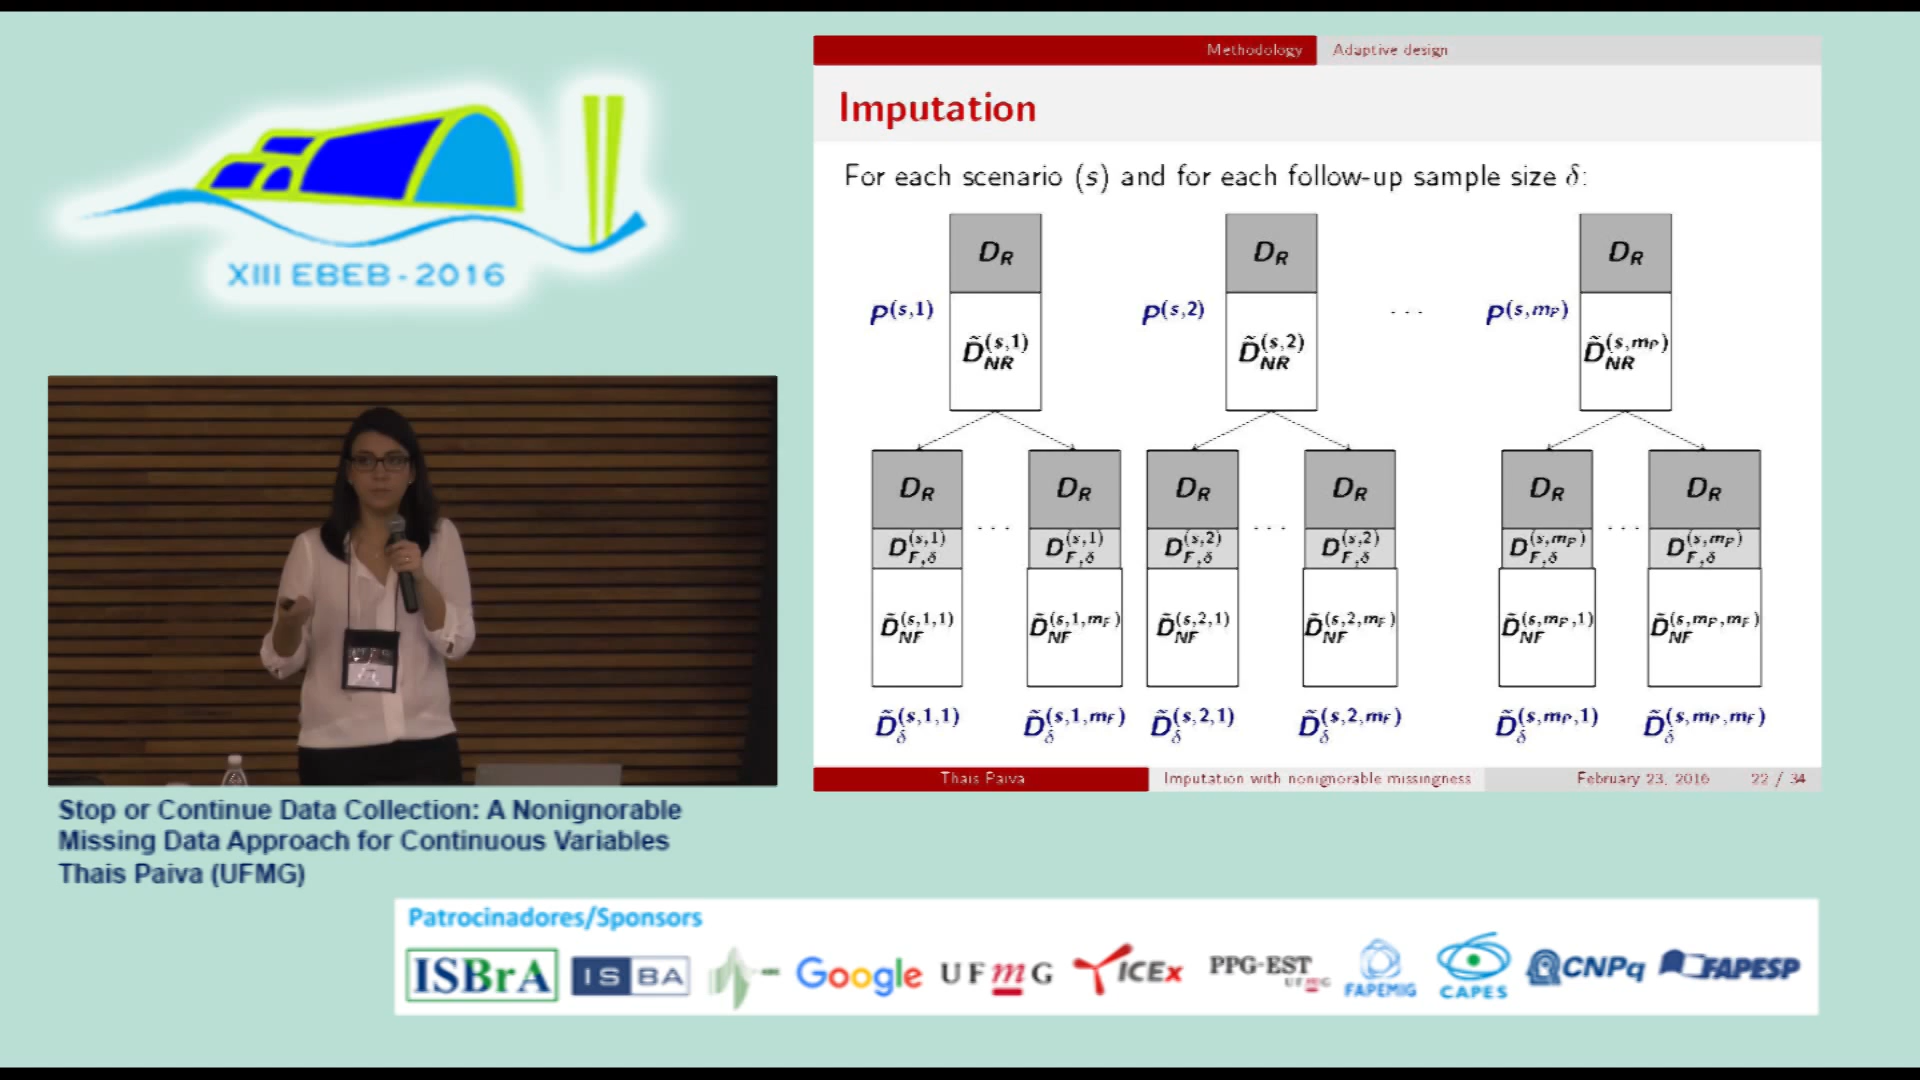 Methodology Adaptive design
Imputation
For each scenario (s) and for each follow-up sample size δ:
D_R D_R D_R
P^(s,1) P^(s,2) . . . P^(s,m_P)
D̃_NR^(s,1) D̃_NR^(s,2) D̃_NR^(s,m_P)
D_R D_R D_R D_R D_R D_R
. . . . . . . . .
D_F,δ^(s,1) D_F,δ^(s,1) D_F,δ^(s,2) D_F,δ^(s,2) D_F,δ^(s,m_P) D_F,δ^(s,m_P)
D̃_NF^(s,1,1) D̃_NF^(s,1,m_F) D̃_NF^(s,2,1) D̃_NF^(s,2,m_F) D̃_NF^(s,m_P,1) D̃_NF^(s,m_P,m_F)
D̃_δ^(s,1,1) D̃_δ^(s,1,m_F) D̃_δ^(s,2,1) D̃_δ^(s,2,m_F) D̃_δ^(s,m_P,1) D̃_δ^(s,m_P,m_F)
Thais Paiva Imputation with nonignorable missingness February 23, 2016 22 / 34
XIII EBEB - 2016
Stop or Continue Data Collection: A Nonignorable
Missing Data Approach for Continuous Variables
Thais Paiva (UFMG)
Patrocinadores/Sponsors
ISBrA ISBA Google UFmG ICEx PPG-EST UFmG FAPEMIG CAPES CNPq FAPESP